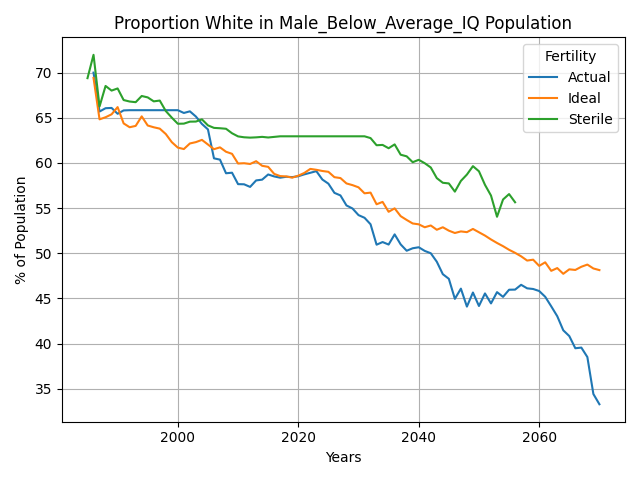 Proportion White in Male_Below_Average_IQ Population
Fertility
Actual
Ideal
Sterile
% of Population
70
65
60
55
50
45
40
35
2000
2020
2040
2060
Years